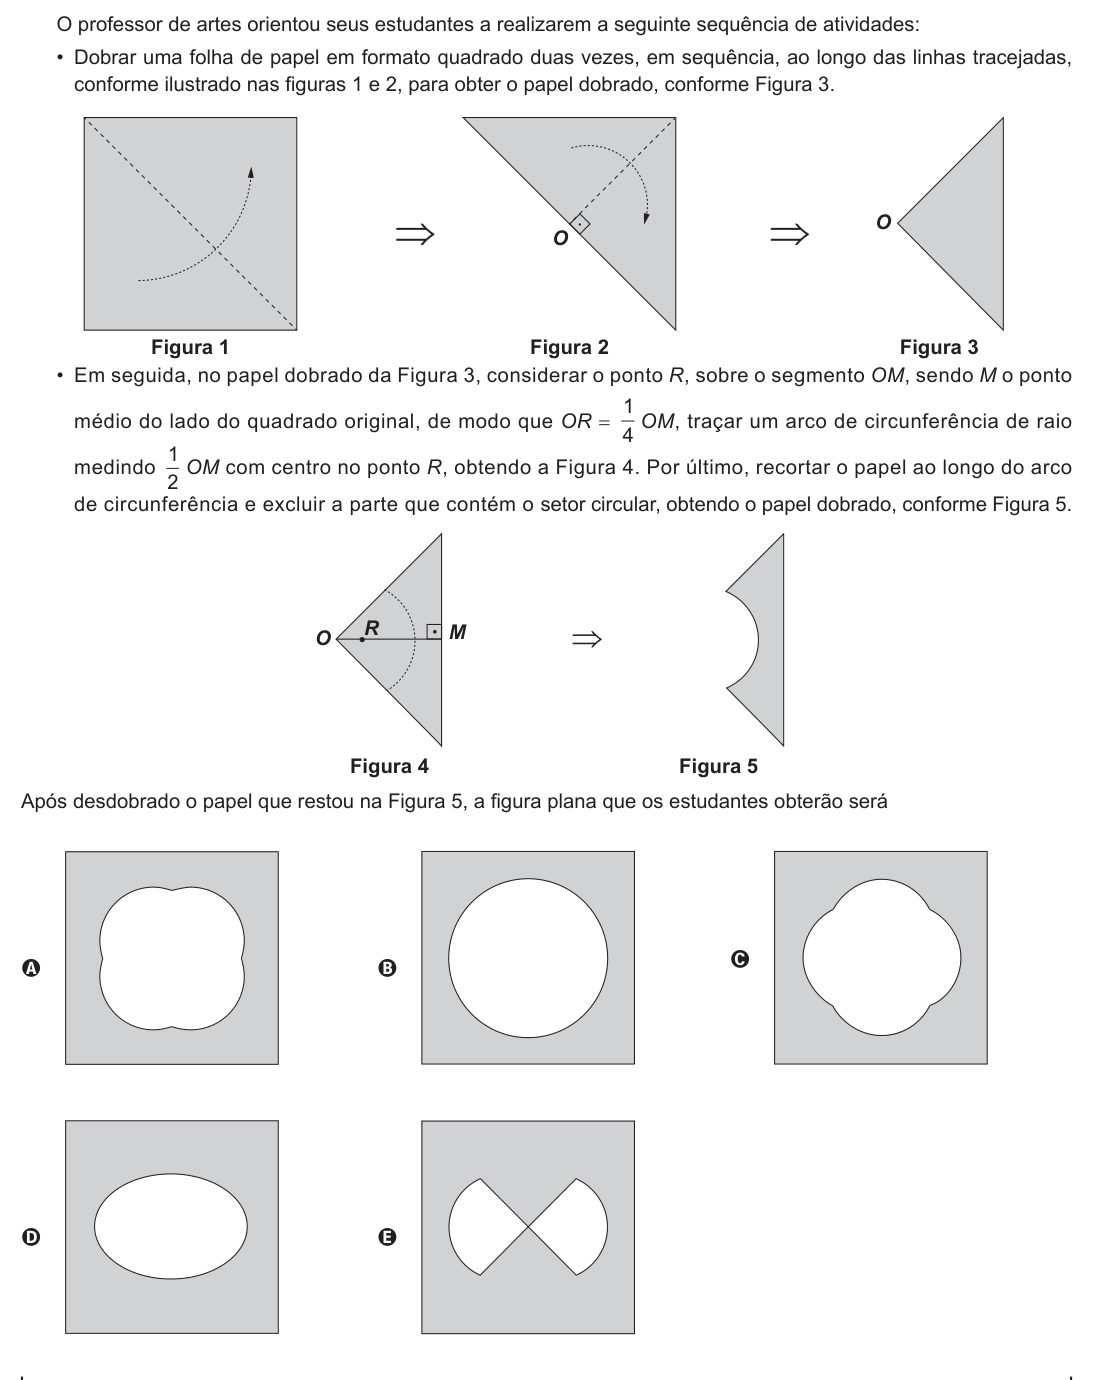 O professor de artes orientou seus estudantes a realizarem a seguinte sequência de atividades:
• Dobrar uma folha de papel em formato quadrado duas vezes, em sequência, ao longo das linhas tracejadas,
conforme ilustrado nas figuras 1 e 2, para obter o papel dobrado, conforme Figura 3.
O
O
Figura 1
Figura 2
Figura 3
• Em seguida, no papel dobrado da Figura 3, considerar o ponto R, sobre o segmento OM, sendo M o ponto
médio do lado do quadrado original, de modo que OR = 1/4 OM, traçar um arco de circunferência de raio
medindo 1/2 OM com centro no ponto R, obtendo a Figura 4. Por último, recortar o papel ao longo do arco
de circunferência e excluir a parte que contém o setor circular, obtendo o papel dobrado, conforme Figura 5.
O R M
Figura 4
Figura 5
Após desdobrado o papel que restou na Figura 5, a figura plana que os estudantes obterão será
A
B
C
D
E